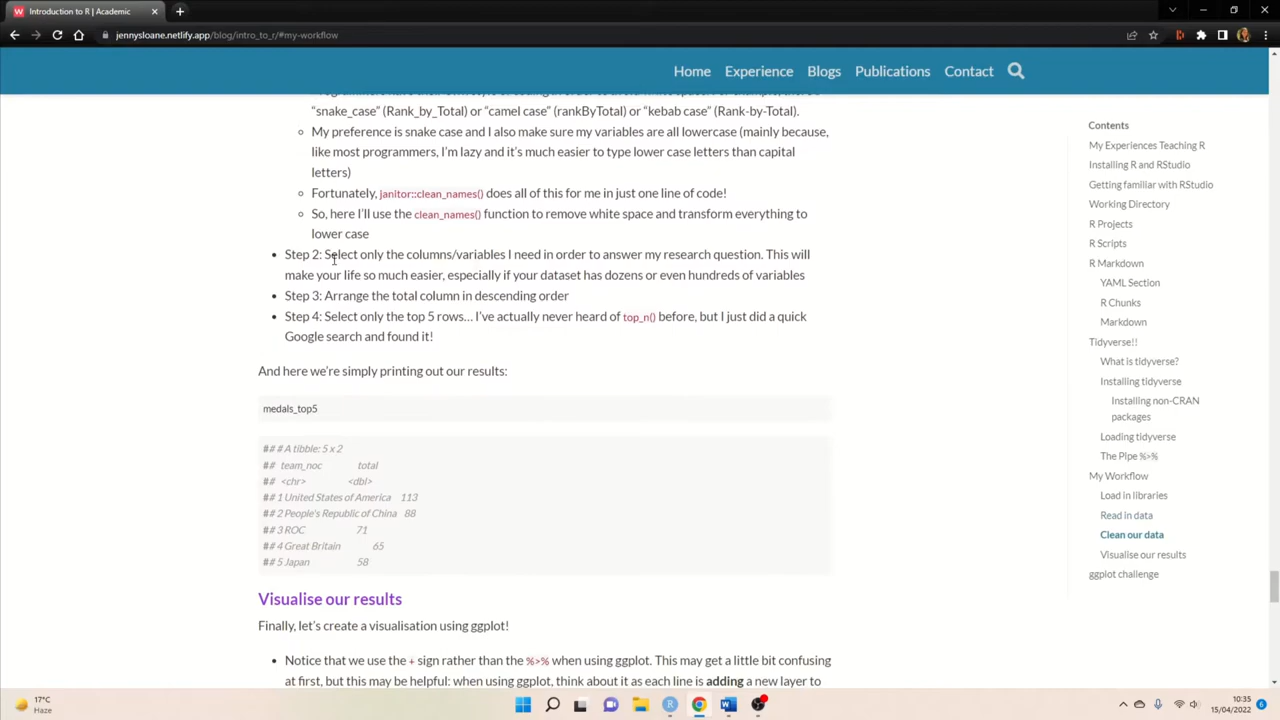 Introduction to R | Academic
jennysloane.netlify.app/blog/intro_to_r/#my-workflow
Home Experience Blogs Publications Contact
"snake_case" (Rank_by_Total) or "camel case" (rankByTotal) or "kebab case" (Rank-by-Total).
My preference is snake case and I also make sure my variables are all lowercase (mainly because,
like most programmers, I'm lazy and it's much easier to type lower case letters than capital
letters)
Fortunately, janitor::clean_names() does all of this for me in just one line of code!
So, here I'll use the clean_names() function to remove white space and transform everything to
lower case
Step 2: Select only the columns/variables I need in order to answer my research question. This will
make your life so much easier, especially if your dataset has dozens or even hundreds of variables
Step 3: Arrange the total column in descending order
Step 4: Select only the top 5 rows... I've actually never heard of top_n() before, but I just did a quick
Google search and found it!
And here we're simply printing out our results:
medals_top5
## # A tibble: 5 x 2
## team_noc total
## <chr> <dbl>
## 1 United States of America 113
## 2 People's Republic of China 88
## 3 ROC 71
## 4 Great Britain 65
## 5 Japan 58
Visualise our results
Finally, let's create a visualisation using ggplot!
Notice that we use the + sign rather than the %>% when using ggplot. This may get a little bit confusing
at first, but this may be helpful: when using ggplot, think about it as each line is adding a new layer to
Contents
My Experiences Teaching R
Installing R and RStudio
Getting familiar with RStudio
Working Directory
R Projects
R Scripts
R Markdown
YAML Section
R Chunks
Markdown
Tidyverse!!
What is tidyverse?
Installing tidyverse
Installing non-CRAN
packages
Loading tidyverse
The Pipe %>%
My Workflow
Load in libraries
Read in data
Clean our data
Visualise our results
ggplot challenge
17°C
Haze
10:35
15/04/2022
6